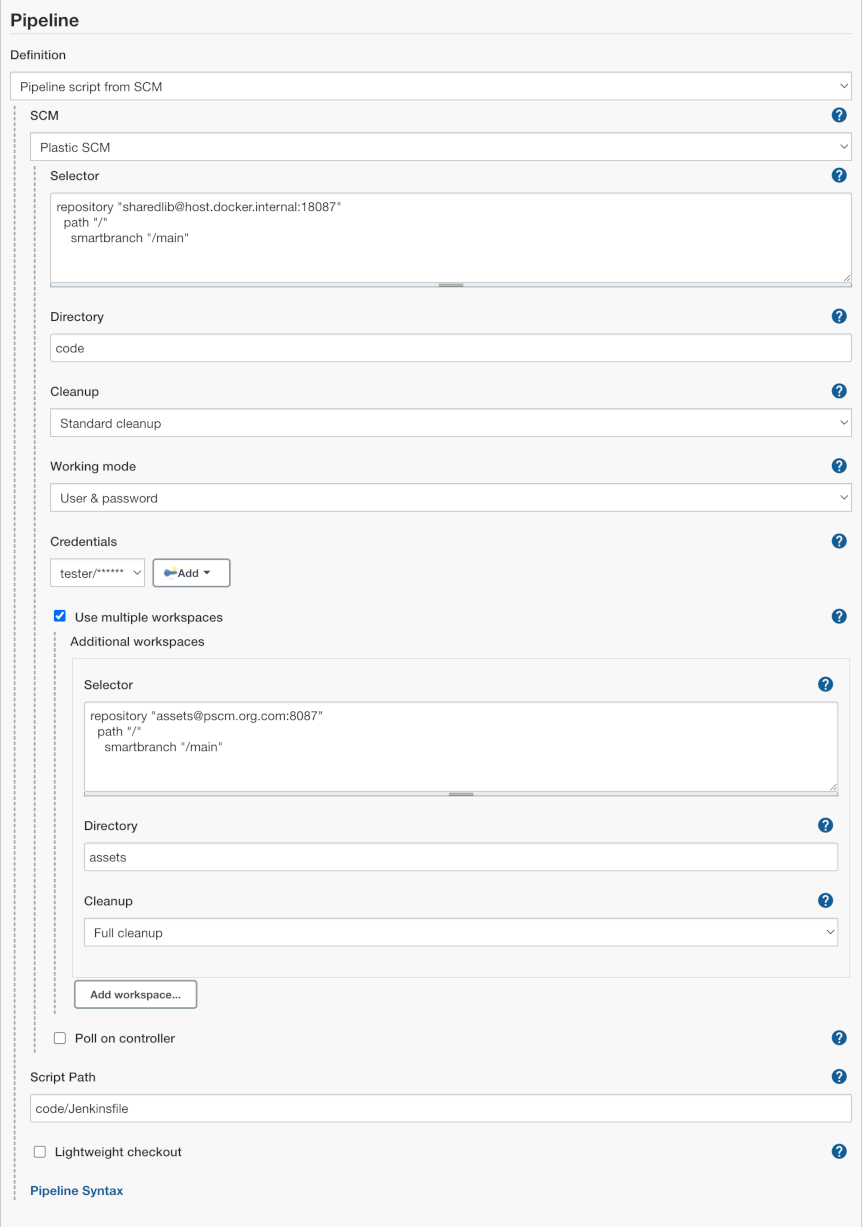 Pipeline
Definition
Pipeline script from SCM
SCM
?
Plastic SCM
Selector
?
repository "sharedlib@host.docker.internal:18087"
path "/"
smartbranch "/main"
Directory
?
code
Cleanup
?
Standard cleanup
Working mode
?
User & password
Credentials
?
tester/******
Add
Use multiple workspaces
?
Additional workspaces
Selector
?
repository "assets@pscm.org.com:8087"
path "/"
smartbranch "/main"
Directory
?
assets
Cleanup
?
Full cleanup
Add workspace...
Poll on controller
?
Script Path
?
code/Jenkinsfile
Lightweight checkout
?
Pipeline Syntax